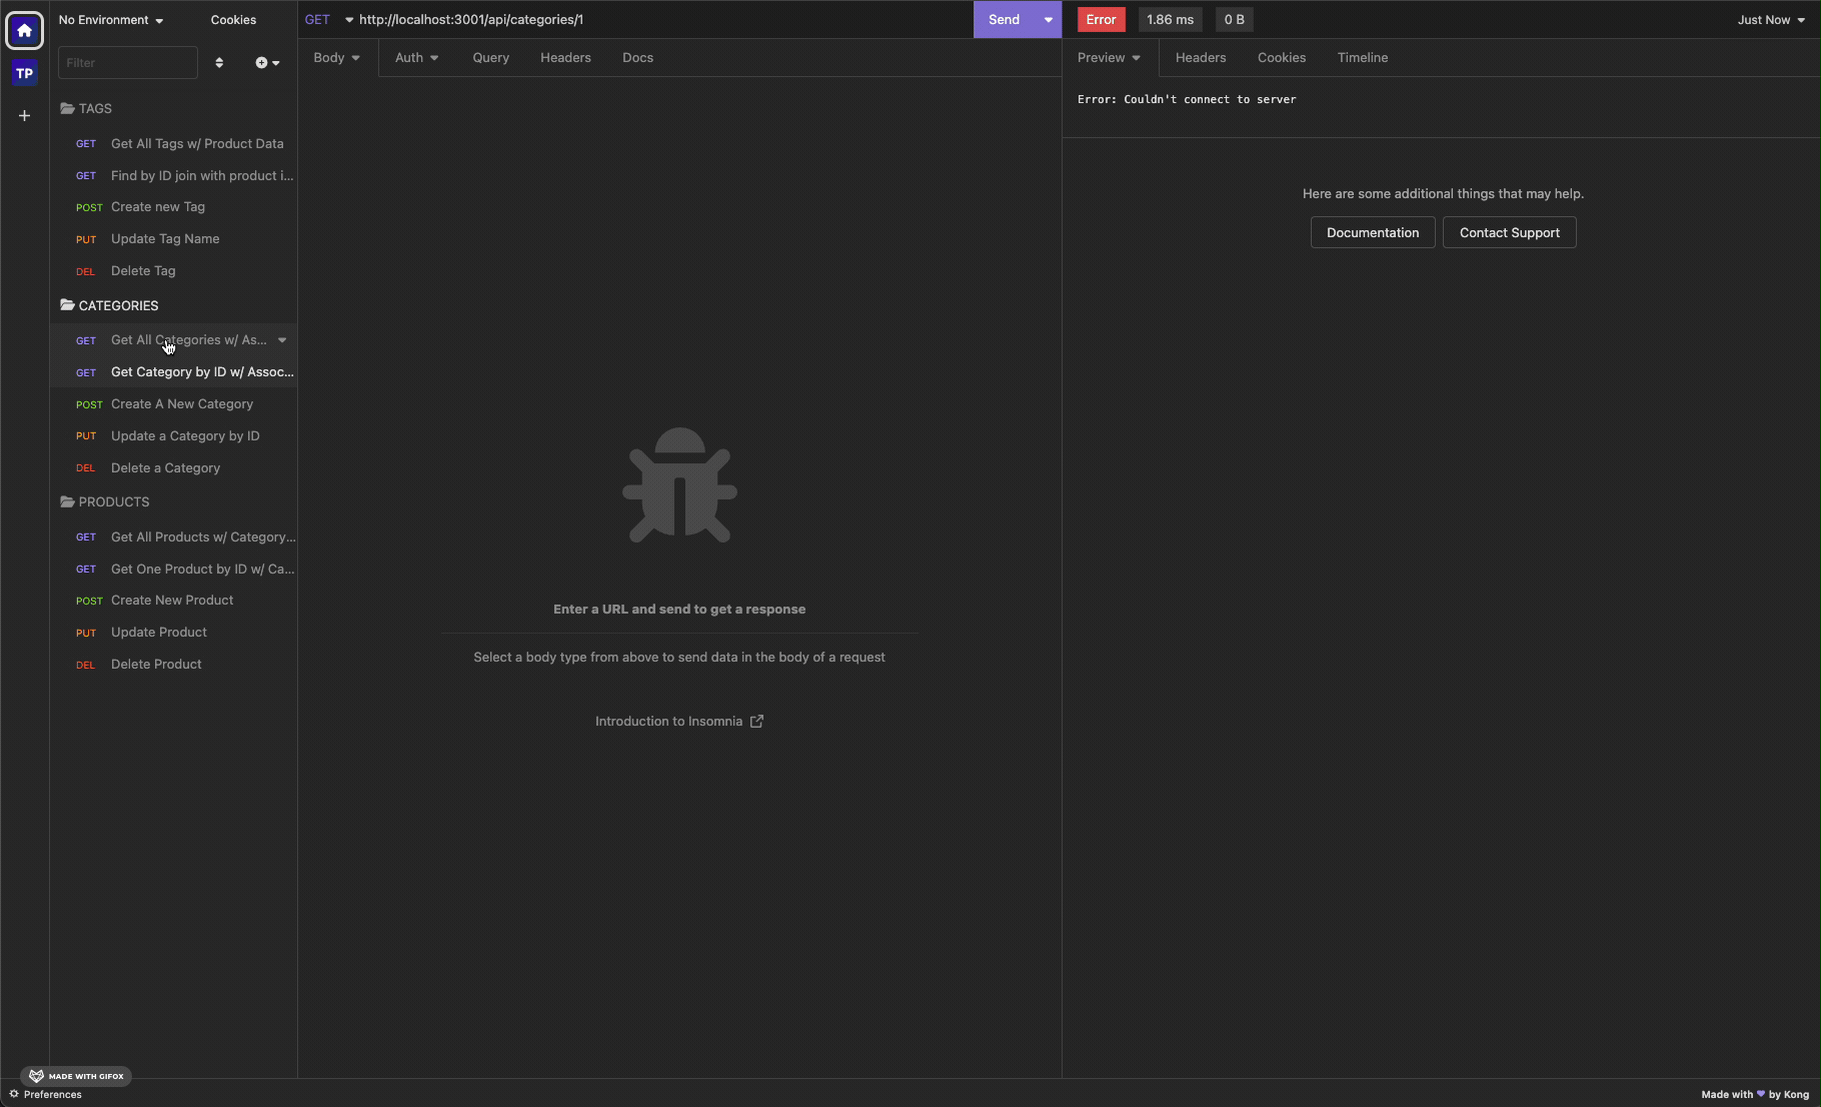 No Environment
Cookies
GET
http://localhost:3001/api/categories/1
Send
Error
1.86 ms
0 B
Just Now
TP
Filter
Body
Auth
Query
Headers
Docs
Preview
Headers
Cookies
Timeline
Error: Couldn't connect to server
Here are some additional things that may help.
Documentation
Contact Support
TAGS
GET Get All Tags w/ Product Data
GET Find by ID join with product i...
POST Create new Tag
PUT Update Tag Name
DEL Delete Tag
CATEGORIES
GET Get All Categories w/ As...
GET Get Category by ID w/ Assoc...
POST Create A New Category
PUT Update a Category by ID
DEL Delete a Category
PRODUCTS
GET Get All Products w/ Category...
GET Get One Product by ID w/ Ca...
POST Create New Product
PUT Update Product
DEL Delete Product
Enter a URL and send to get a response
Select a body type from above to send data in the body of a request
Introduction to Insomnia
MADE WITH GIFOX
Preferences
Made with by Kong